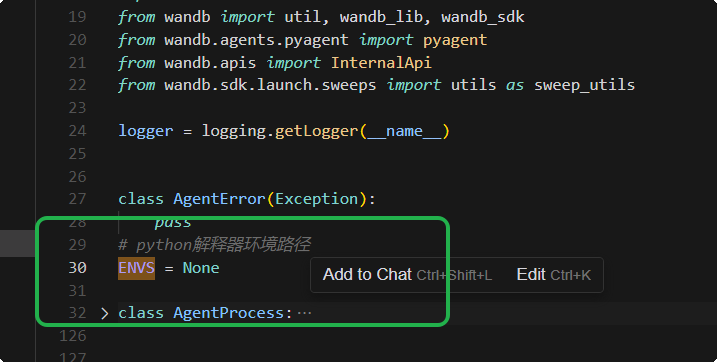 19 from wandb import util, wandb_lib, wandb_sdk
20 from wandb.agents.pyagent import pyagent
21 from wandb.apis import InternalApi
22 from wandb.sdk.launch.sweeps import utils as sweep_utils
23
24 logger = logging.getLogger(__name__)
25
26
27 class AgentError(Exception):
28 pass
29 # python解释器环境路径
30 ENVS = None
Add to Chat Ctrl+Shift+L Edit Ctrl+K
31
32 class AgentProcess:…
126
127